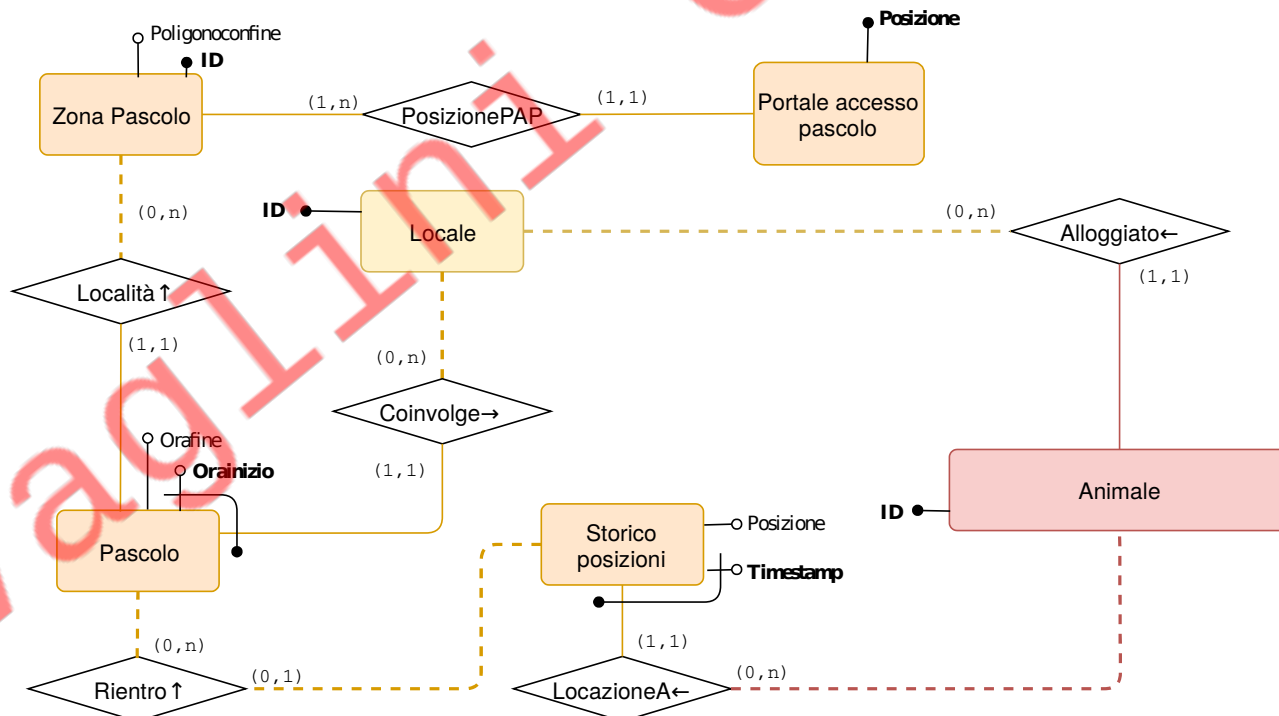 Posizione
Poligonoconfine
ID
Zona Pascolo
(1,n)
PosizionePAP
(1,1)
Portale accesso
pascolo
(0,n)
ID
Locale
(0,n)
Alloggiato←
(1,1)
Località↑
(1,1)
(0,n)
Coinvolge→
(1,1)
Orafine
Orainizio
Pascolo
Storico
posizioni
Posizione
Timestamp
ID
Animale
(0,n)
Rientro↑
(0,1)
(1,1)
LocazioneA←
(0,n)
aglini